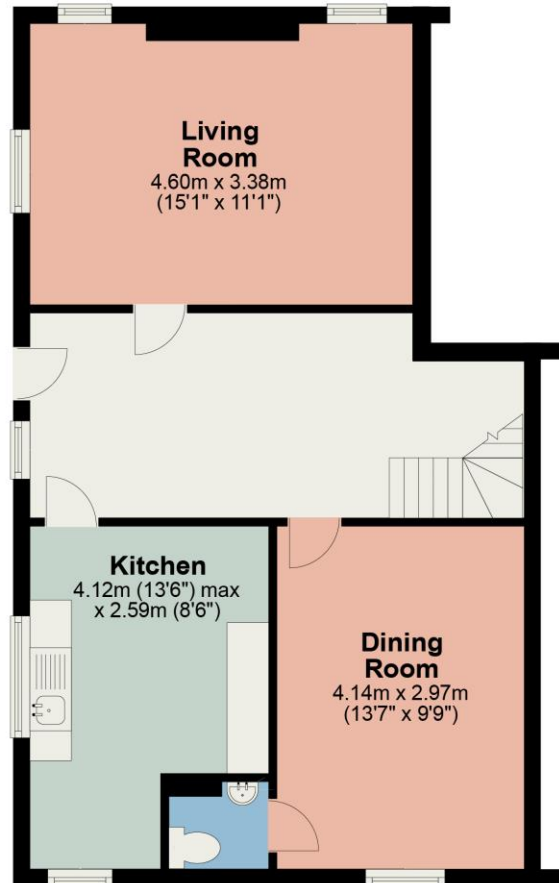 Living
Room
4.60m x 3.38m
(15'1" x 11'1")
Kitchen
4.12m (13'6") max
x 2.59m (8'6")
Dining
Room
4.14m x 2.97m
(13'7" x 9'9")